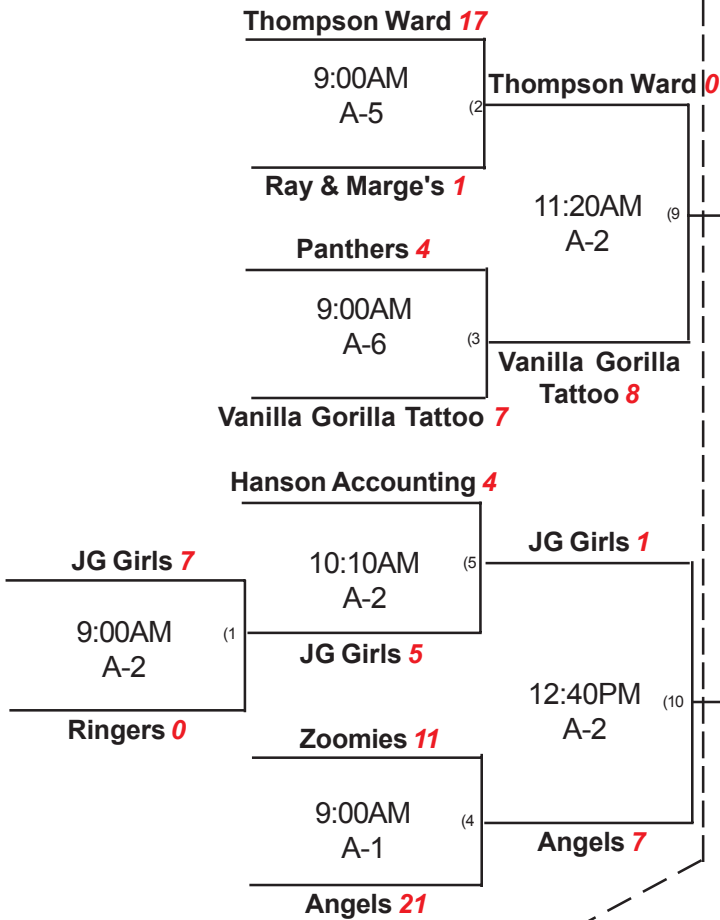 Thompson Ward 17
9:00AM
A-5
(2
Thompson Ward 0
Ray & Marge's 1
11:20AM
A-2
(9
Panthers 4
9:00AM
A-6
(3
Vanilla Gorilla
Tattoo 8
Vanilla Gorilla Tattoo 7
Hanson Accounting 4
JG Girls 7
10:10AM
A-2
(5
JG Girls 1
9:00AM
A-2
(1
JG Girls 5
Ringers 0
12:40PM
A-2
(10
Zoomies 11
9:00AM
A-1
(4
Angels 7
Angels 21